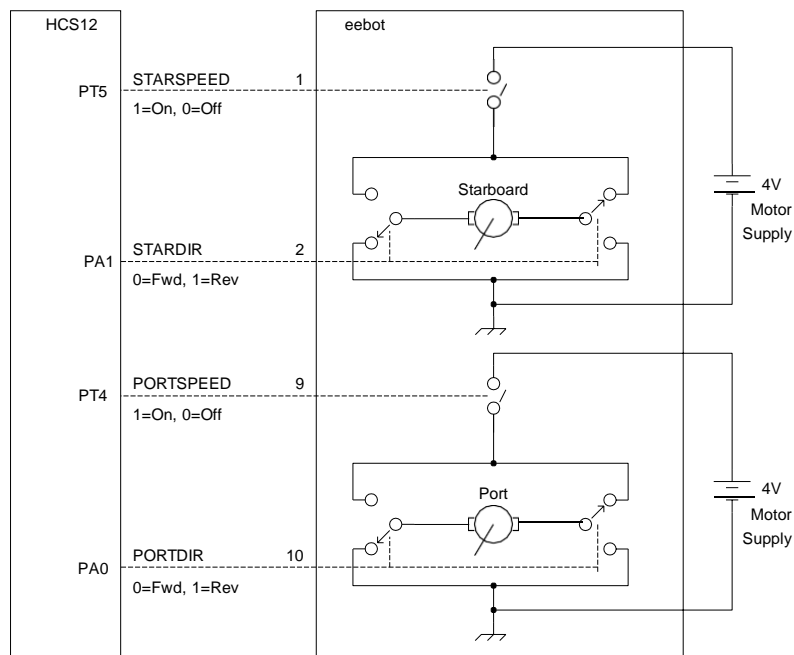 HCS12
eebot
PT5
STARSPEED
1
1=On, 0=Off
Starboard
4V
Motor
Supply
PA1
STARDIR
2
0=Fwd, 1=Rev
PT4
PORTSPEED
9
1=On, 0=Off
Port
4V
Motor
Supply
PA0
PORTDIR
10
0=Fwd, 1=Rev